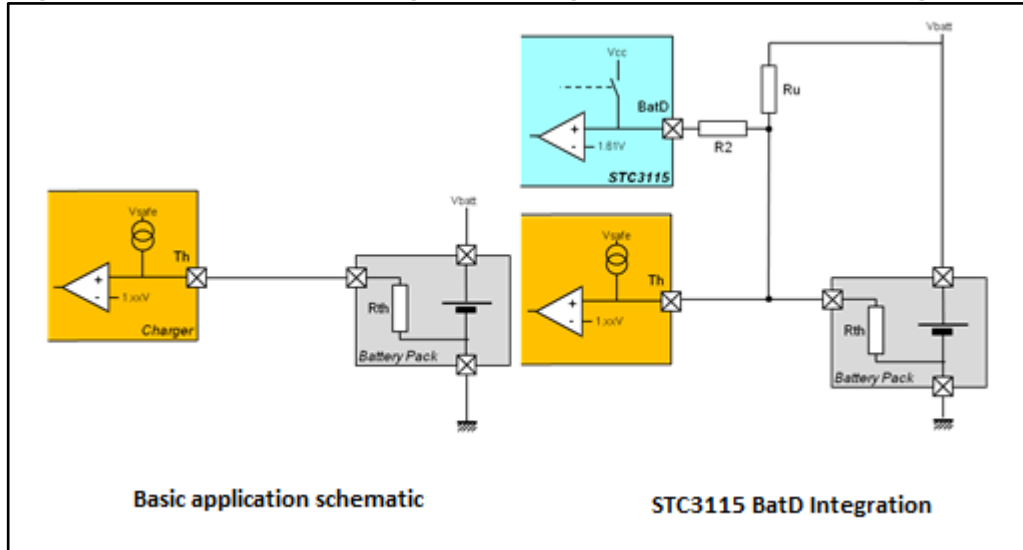 Vsafe
Th
1.xxV
Charger
Vbatt
Rth
Battery Pack
Vcc
BatD
1.61V
STC3115
R2
Ru
Vbatt
Vsafe
Th
1.xxV
Rth
Battery Pack
Basic application schematic
STC3115 BatD Integration